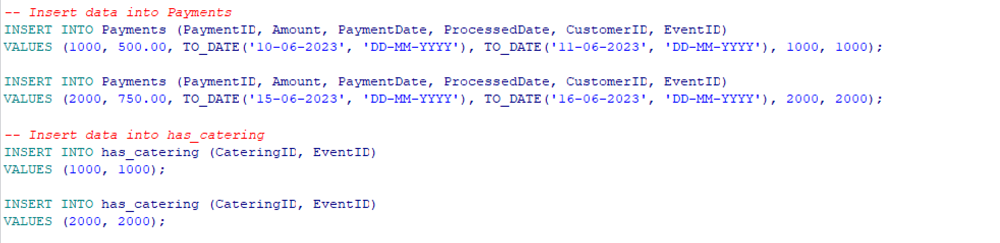 -- Insert data into Payments
INSERT INTO Payments (PaymentID, Amount, PaymentDate, ProcessedDate, CustomerID, EventID)
VALUES (1000, 500.00, TO_DATE('10-06-2023', 'DD-MM-YYYY'), TO_DATE('11-06-2023', 'DD-MM-YYYY'), 1000, 1000);
INSERT INTO Payments (PaymentID, Amount, PaymentDate, ProcessedDate, CustomerID, EventID)
VALUES (2000, 750.00, TO_DATE('15-06-2023', 'DD-MM-YYYY'), TO_DATE('16-06-2023', 'DD-MM-YYYY'), 2000, 2000);
-- Insert data into has_catering
INSERT INTO has_catering (CateringID, EventID)
VALUES (1000, 1000);
INSERT INTO has_catering (CateringID, EventID)
VALUES (2000, 2000);